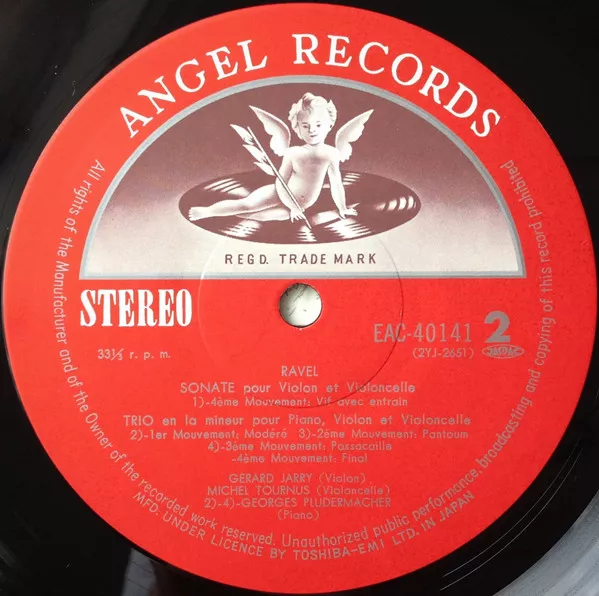 ANGEL RECORDS
REGD. TRADE MARK
STEREO
EAC-40141 2
33⅓ r. p. m.
(2YJ-2661)
RAVEL
SONATE pour Violon et Violoncelle
1)-4ème Mouvement: Vif avec entrain
TRIO en la mineur pour Piano, Violon et Violoncelle
2)-1er Mouvement: Modéré 3)-2ème Mouvement: Pantoum
4)-3ème Mouvement: Passacaille
-4ème Mouvement: Final
GERARD JARRY (Violon)
MICHEL TOURNUS (Violoncelle)
2)-4)-GEORGES PLUDERMACHER
(Piano)
All rights of the Manufacturer and of the Owner of the recorded work reserved. Unauthorized public performance, broadcasting and copying of this record prohibited
MFD. UNDER LICENCE BY TOSHIBA-EMI LTD. IN JAPAN